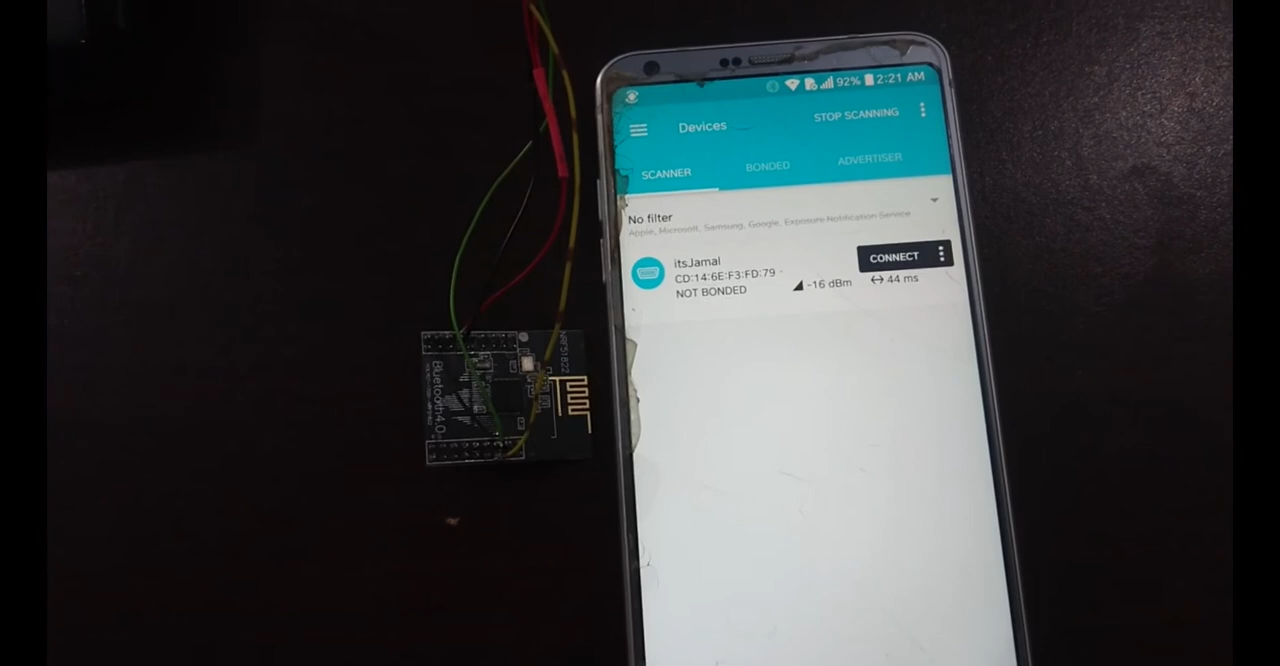 92% 2:21 AM
Devices
STOP SCANNING
SCANNER
BONDED
ADVERTISER
No filter
Apple, Microsoft, Samsung, Google, Exposure Notification Service
itsJamal
CD:14:6E:F3:FD:79
NOT BONDED
-16 dBm
44 ms
CONNECT
NRF51822
Bluetooth4.0